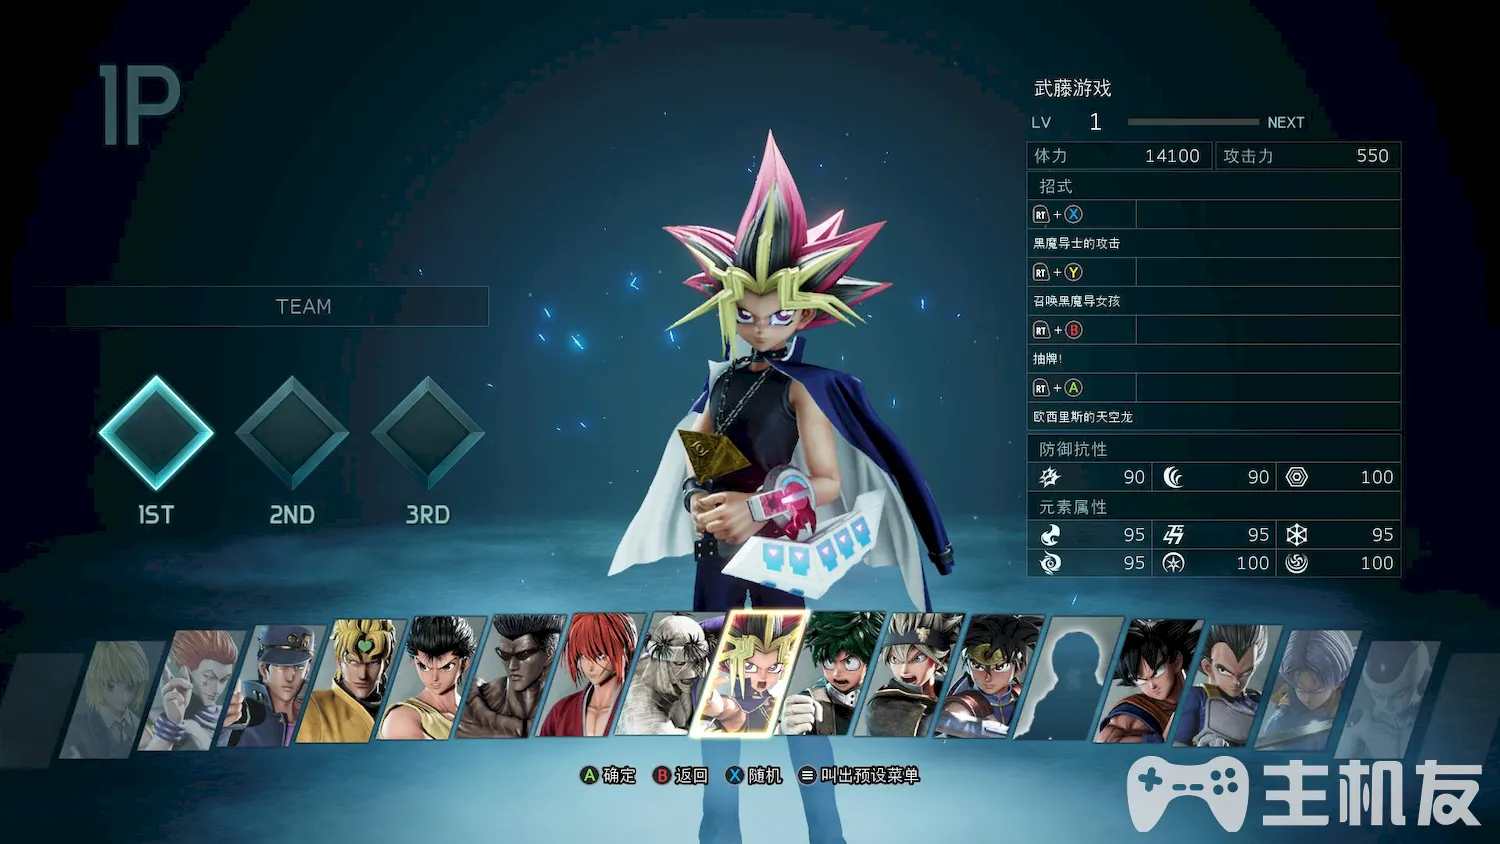 1P
TEAM
1ST
2ND
3RD
武藤游戏
LV 1 NEXT
体力 14100 攻击力 550
招式
RT + X
黑魔导士的攻击
RT + Y
召唤黑魔导女孩
RT + B
抽牌!
RT + A
欧西里斯的天空龙
防御抗性
90 90 100
元素属性
95 95 95
95 100 100
A 确定 B 返回 X 随机 叫出预设菜单
主机友